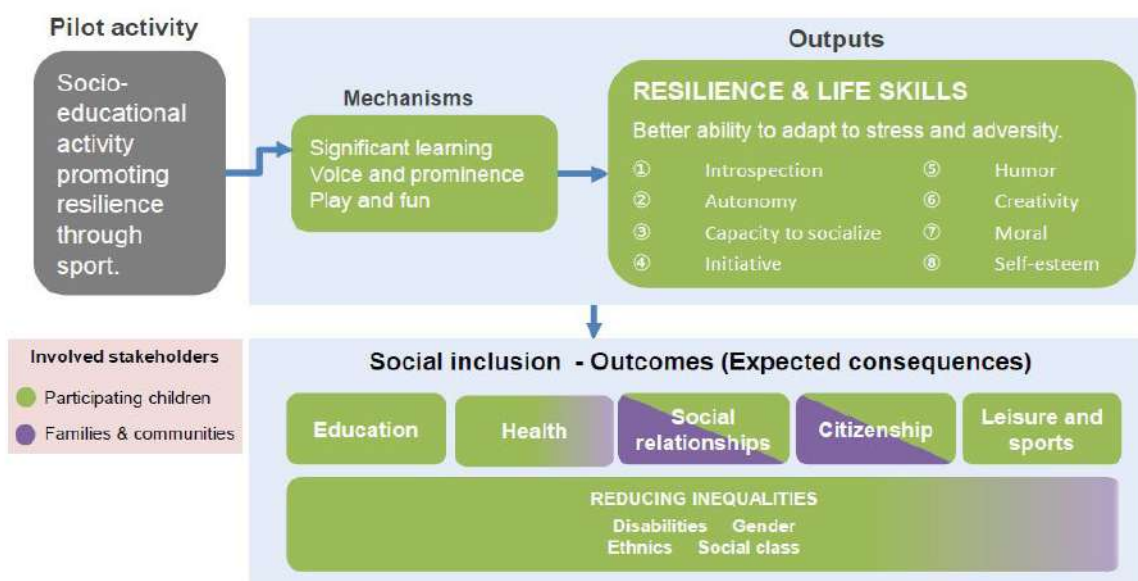 Pilot activity
Socio-
educational
activity
promoting
resilience
through
sport.
Mechanisms
Significant learning
Voice and prominence
Play and fun
Outputs
RESILIENCE & LIFE SKILLS
Better ability to adapt to stress and adversity.
① Introspection ⑤ Humor
② Autonomy ⑥ Creativity
③ Capacity to socialize ⑦ Moral
④ Initiative ⑧ Self-esteem
Involved stakeholders
Participating children
Families & communities
Social inclusion - Outcomes (Expected consequences)
Education
Health
Social
relationships
Citizenship
Leisure and
sports
REDUCING INEQUALITIES
Disabilities Gender
Ethnics Social class